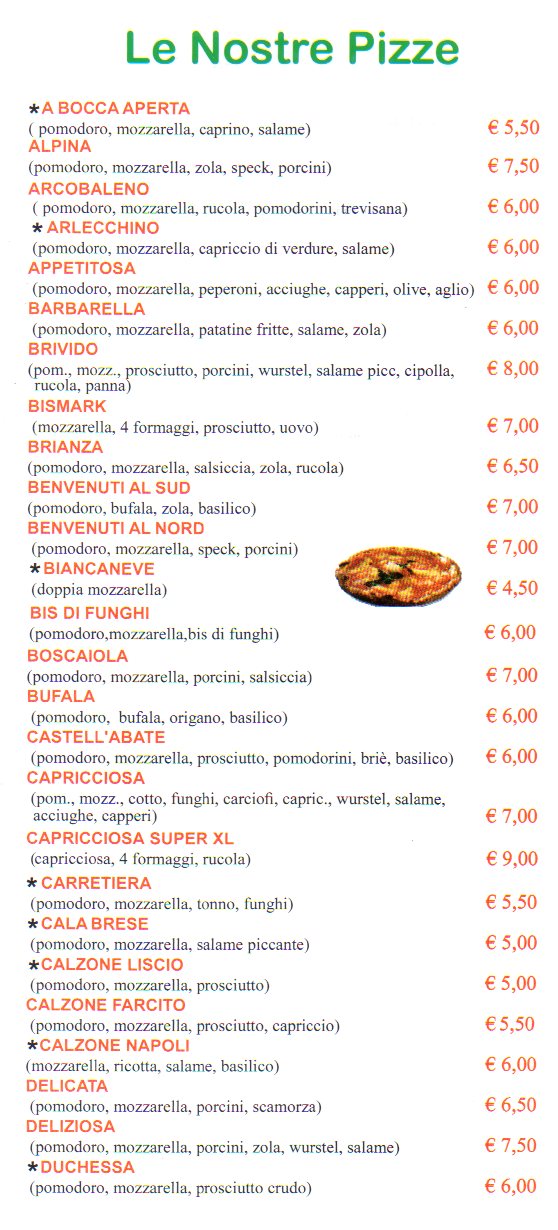 Le Nostre Pizze
*A BOCCA APERTA
( pomodoro, mozzarella, caprino, salame) € 5,50
ALPINA
(pomodoro, mozzarella, zola, speck, porcini) € 7,50
ARCOBALENO
( pomodoro, mozzarella, rucola, pomodorini, trevisana) € 6,00
* ARLECCHINO
(pomodoro, mozzarella, capriccio di verdure, salame) € 6,00
APPETITOSA
(pomodoro, mozzarella, peperoni, acciughe, capperi, olive, aglio) € 6,00
BARBARELLA
(pomodoro, mozzarella, patatine fritte, salame, zola) € 6,00
BRIVIDO
(pom., mozz., prosciutto, porcini, wurstel, salame picc, cipolla, € 8,00
rucola, panna)
BISMARK
(mozzarella, 4 formaggi, prosciutto, uovo) € 7,00
BRIANZA
(pomodoro, mozzarella, salsiccia, zola, rucola) € 6,50
BENVENUTI AL SUD
(pomodoro, bufala, zola, basilico) € 7,00
BENVENUTI AL NORD
(pomodoro, mozzarella, speck, porcini) € 7,00
*BIANCANEVE
(doppia mozzarella) € 4,50
BIS DI FUNGHI
(pomodoro,mozzarella,bis di funghi) € 6,00
BOSCAIOLA
(pomodoro, mozzarella, porcini, salsiccia) € 7,00
BUFALA
(pomodoro, bufala, origano, basilico) € 6,00
CASTELL'ABATE
(pomodoro, mozzarella, prosciutto, pomodorini, briè, basilico) € 6,00
CAPRICCIOSA
(pom., mozz., cotto, funghi, carciofi, capric., wurstel, salame,
acciughe, capperi) € 7,00
CAPRICCIOSA SUPER XL
(capricciosa, 4 formaggi, rucola) € 9,00
* CARRETIERA
(pomodoro, mozzarella, tonno, funghi) € 5,50
*CALA BRESE
(pomodoro, mozzarella, salame piccante) € 5,00
*CALZONE LISCIO
(pomodoro, mozzarella, prosciutto) € 5,00
CALZONE FARCITO
(pomodoro, mozzarella, prosciutto, capriccio) € 5,50
*CALZONE NAPOLI
(mozzarella, ricotta, salame, basilico) € 6,00
DELICATA
(pomodoro, mozzarella, porcini, scamorza) € 6,50
DELIZIOSA
(pomodoro, mozzarella, porcini, zola, wurstel, salame) € 7,50
*DUCHESSA
(pomodoro, mozzarella, prosciutto crudo) € 6,00